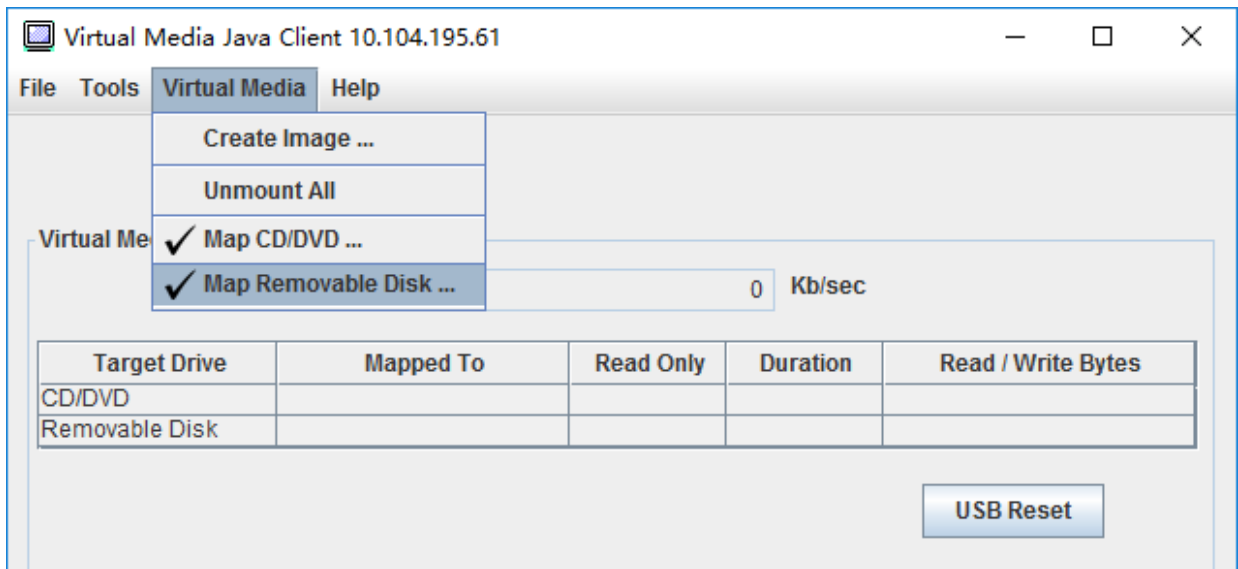 Virtual Media Java Client 10.104.195.61
File Tools Virtual Media Help
Create Image ...
Unmount All
Virtual Me
Map CD/DVD ...
Map Removable Disk ...
0 Kb/sec
Target Drive Mapped To Read Only Duration Read / Write Bytes
CD/DVD
Removable Disk
USB Reset